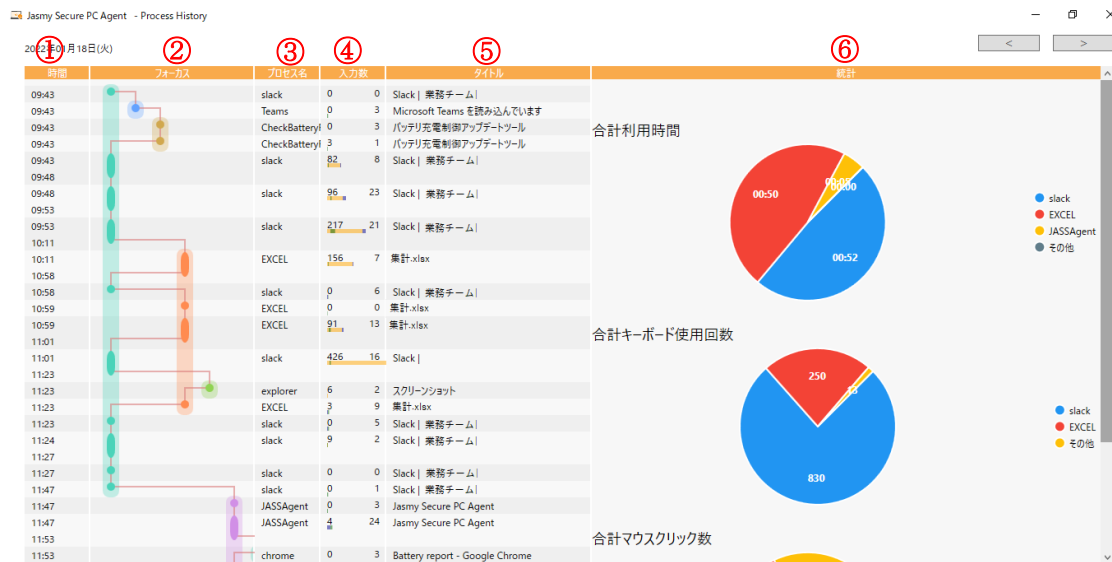 Jasmy Secure PC Agent - Process History
2022年01月18日(火)
① ② ③ ④ ⑤ ⑥
< >
時間 フォーカス プロセス名 入力数 タイトル 統計
09:43 slack 0 0 Slack | 業務チーム |
09:43 Teams 0 3 Microsoft Teams を読み込んでいます
09:43 CheckBatteryl 0 3 バッテリ充電制御アップデートツール
09:43 CheckBatteryl 3 1 バッテリ充電制御アップデートツール
09:43 slack 82 8 Slack | 業務チーム |
09:48
09:48 slack 96 23 Slack | 業務チーム |
09:53
09:53 slack 217 21 Slack | 業務チーム |
10:11
10:11 EXCEL 156 7 集計.xlsx
10:58
10:58 slack 0 6 Slack | 業務チーム |
10:59 EXCEL 0 0 集計.xlsx
10:59 EXCEL 91 13 集計.xlsx
11:01
11:01 slack 426 16 Slack |
11:23
11:23 explorer 6 2 スクリーンショット
11:23 EXCEL 3 9 集計.xlsx
11:23 slack 0 5 Slack | 業務チーム |
11:24 slack 9 2 Slack | 業務チーム |
11:27
11:27 slack 0 0 Slack | 業務チーム |
11:47 slack 0 1 Slack | 業務チーム |
11:47 JASSAgent 0 3 Jasmy Secure PC Agent
11:47 JASSAgent 4 24 Jasmy Secure PC Agent
11:53
11:53 chrome 0 3 Battery report - Google Chrome
合計利用時間
00:50
00:00
00:52
slack
EXCEL
JASSAgent
その他
合計キーボード使用回数
250
830
slack
EXCEL
その他
合計マウスクリック数